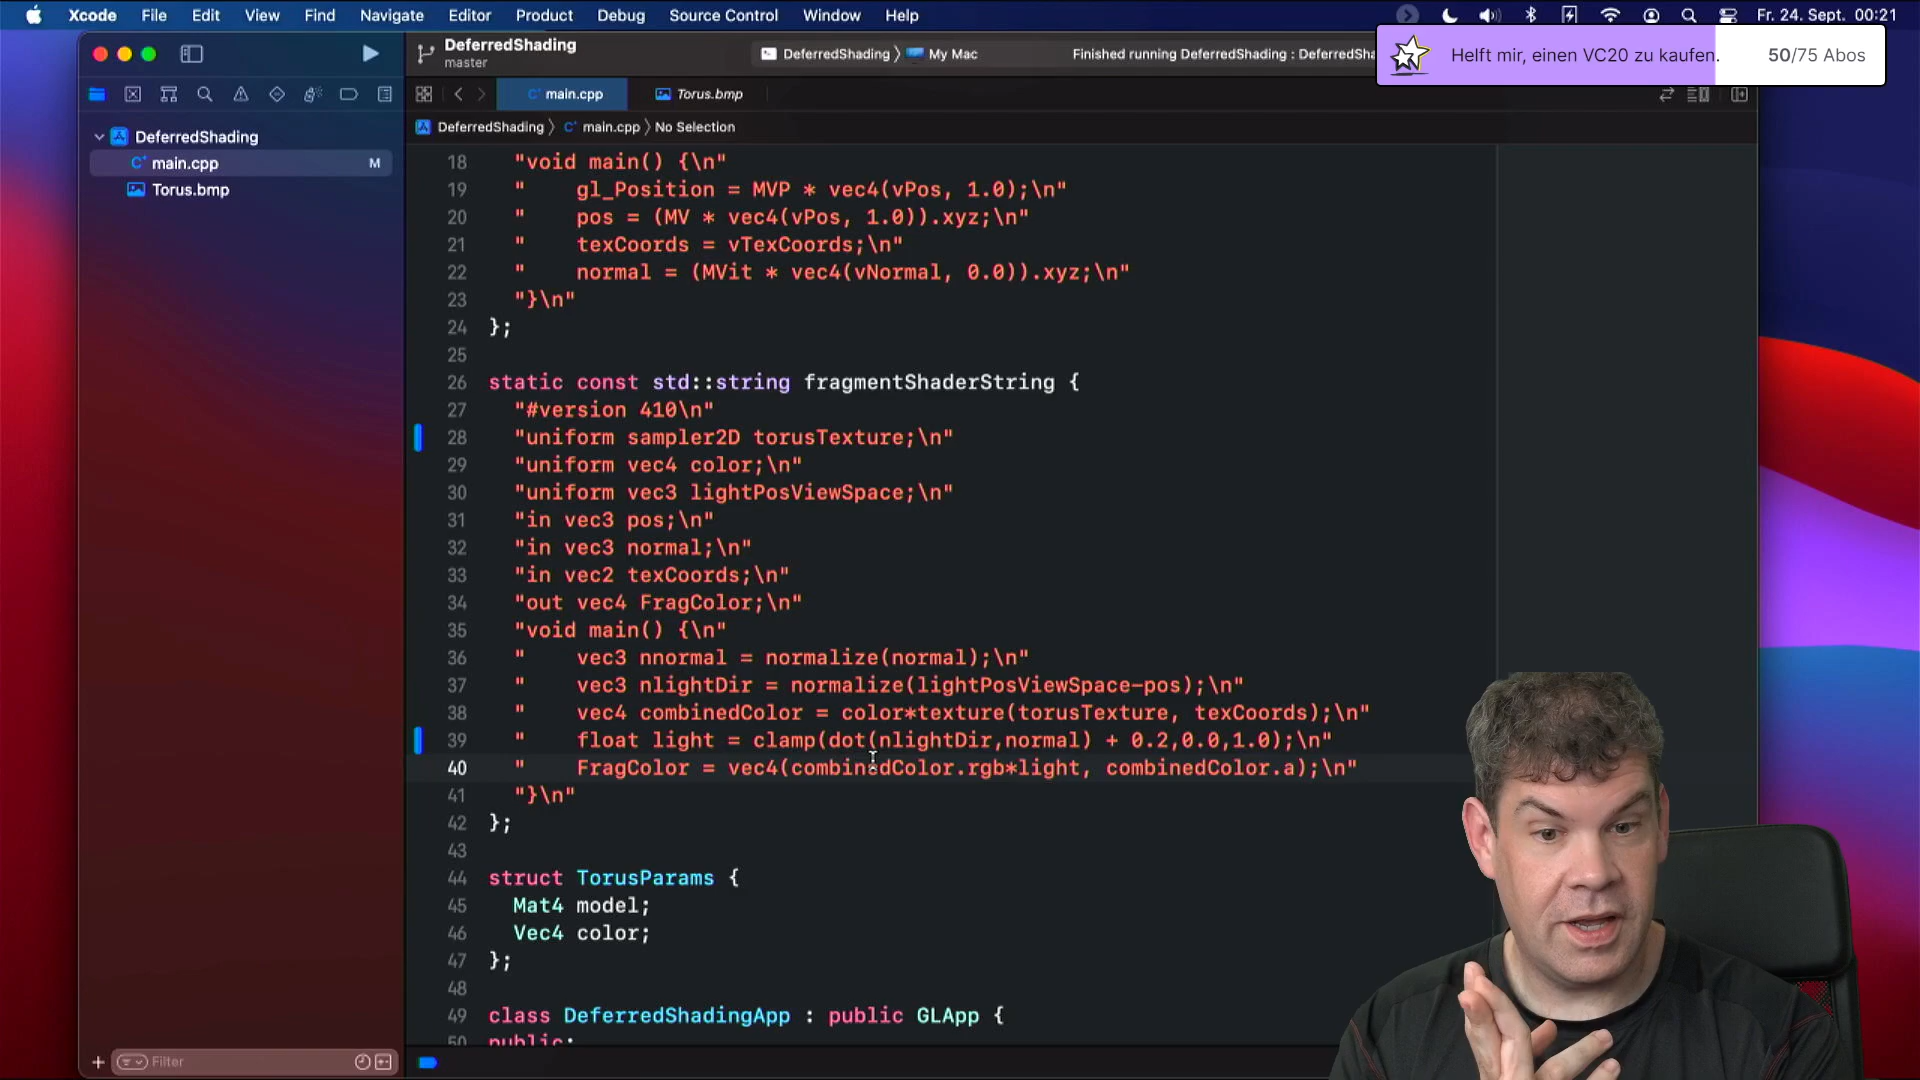 Xcode File Edit View Find Navigate Editor Product Debug Source Control Window Help
Fr. 24. Sept. 00:21
Helft mir, einen VC20 zu kaufen. 50/75 Abos
DeferredShading
master
DeferredShading 〉 My Mac
Finished running DeferredShading : DeferredSha
main.cpp
Torus.bmp
DeferredShading 〉 main.cpp 〉 No Selection
DeferredShading
main.cpp M
Torus.bmp
18 "void main() {\n"
19 "    gl_Position = MVP * vec4(vPos, 1.0);\n"
20 "    pos = (MV * vec4(vPos, 1.0)).xyz;\n"
21 "    texCoords = vTexCoords;\n"
22 "    normal = (MVit * vec4(vNormal, 0.0)).xyz;\n"
23 "}\n"
24 };
25
26 static const std::string fragmentShaderString {
27 "#version 410\n"
28 "uniform sampler2D torusTexture;\n"
29 "uniform vec4 color;\n"
30 "uniform vec3 lightPosViewSpace;\n"
31 "in vec3 pos;\n"
32 "in vec3 normal;\n"
33 "in vec2 texCoords;\n"
34 "out vec4 FragColor;\n"
35 "void main() {\n"
36 "    vec3 nnormal = normalize(normal);\n"
37 "    vec3 nlightDir = normalize(lightPosViewSpace-pos);\n"
38 "    vec4 combinedColor = color*texture(torusTexture, texCoords);\n"
39 "    float light = clamp(dot(nlightDir,normal) + 0.2,0.0,1.0);\n"
40 "    FragColor = vec4(combinedColor.rgb*light, combinedColor.a);\n"
41 "}\n"
42 };
43
44 struct TorusParams {
45 Mat4 model;
46 Vec4 color;
47 };
48
49 class DeferredShadingApp : public GLApp {
50 public:
Filter